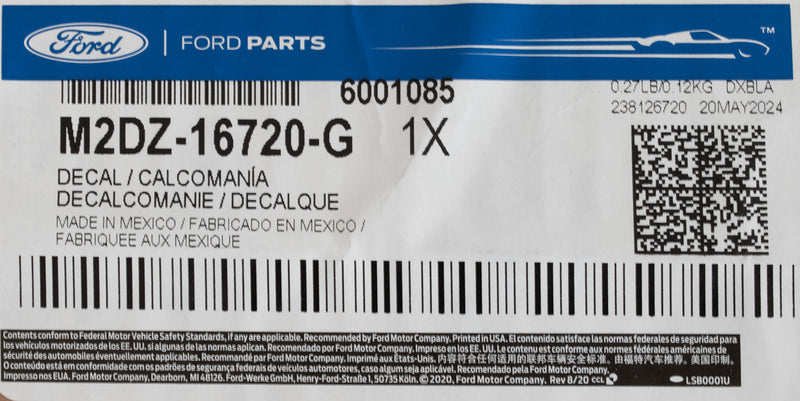 Ford FORD PARTS TM
6001085 0.27LB/0.12KG DXBLA
238126720 20MAY2024
M2DZ-16720-G 1X
DECAL / CALCOMANÍA
DECALCOMANIE / DECALQUE
MADE IN MEXICO / FABRICADO EN MEXICO /
FABRIQUEE AUX MEXIQUE
Contents conform to Federal Motor Vehicle Safety Standards, if any are applicable. Recommended by Ford Motor Company. Printed in USA. El contenido satisface las normas federales de seguridad para
los vehículos motorizados de los EE. UU. si algunas de las normas aplican. Recomendado por Ford Motor Company. Impreso en los EE. UU. Le contenu est conforme aux normes fédérales américaines de
sécurité des automobiles éventuellement applicables. Recommandé par Ford Motor Company. Imprimé aux États-Unis. 内容符合任何适用的联邦车辆安全标准。由福特汽车推荐。美国印制。
O conteúdo está em conformidade com os padrões de segurança federais de veículos automotores, caso algum seja aplicável. Recomendado pela Ford Motor Company.
Impresso nos EUA. Ford Motor Company, Dearborn, MI 48126. Ford-Werke GmbH, Henry-Ford-Straße 1, 50735 Köln. ©2020, Ford Motor Company. Rev 8/20 CCL LSB0001U